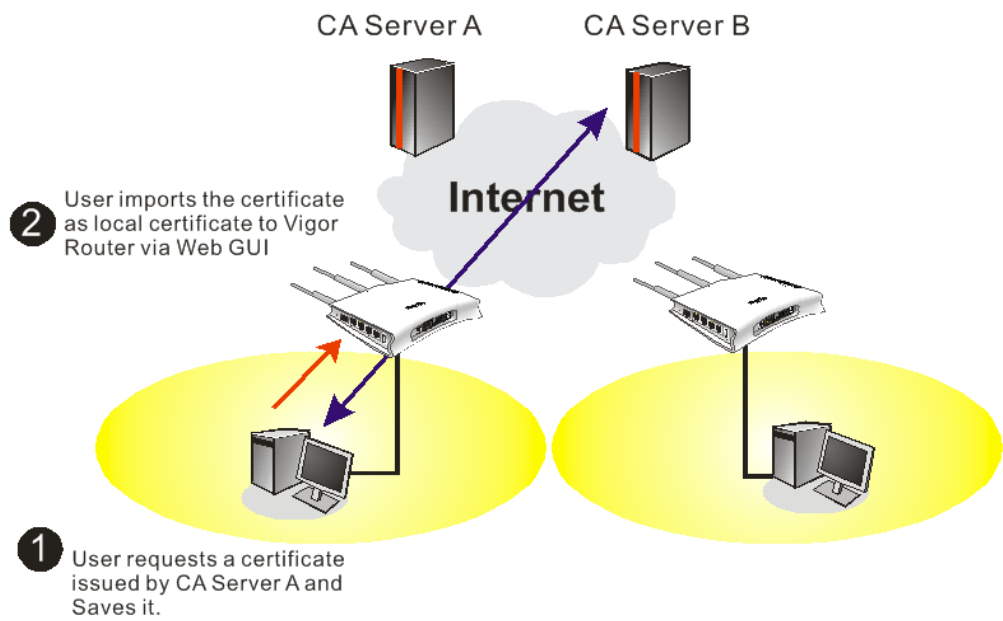 CA Server A
CA Server B
Internet
2
User imports the certificate
as local certificate to Vigor
Router via Web GUI
1
User requests a certificate
issued by CA Server A and
Saves it.